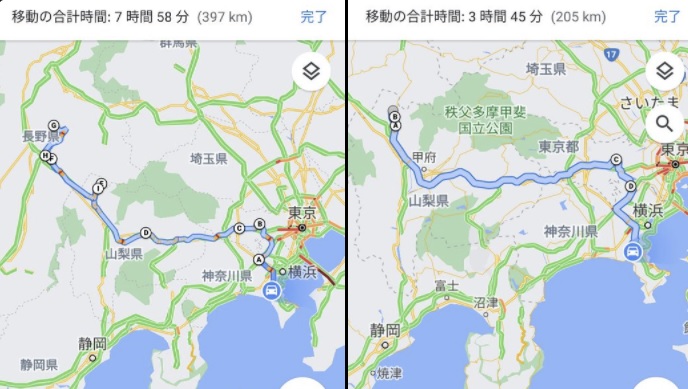 移動の合計時間: 7 時間 58 分 (397 km)
完了
群馬県
G
長野県
H
F
埼玉県
I
東京
D
C
B
山梨県
A
神奈川県
横浜
静岡
静岡県
移動の合計時間: 3 時間 45 分 (205 km)
完了
17
埼玉県
さいたま
秩父多摩甲斐
国立公園
B
A
甲府
東京都
C
東京
D
山梨県
横浜
神奈川県
富士
沼津
静岡
焼津